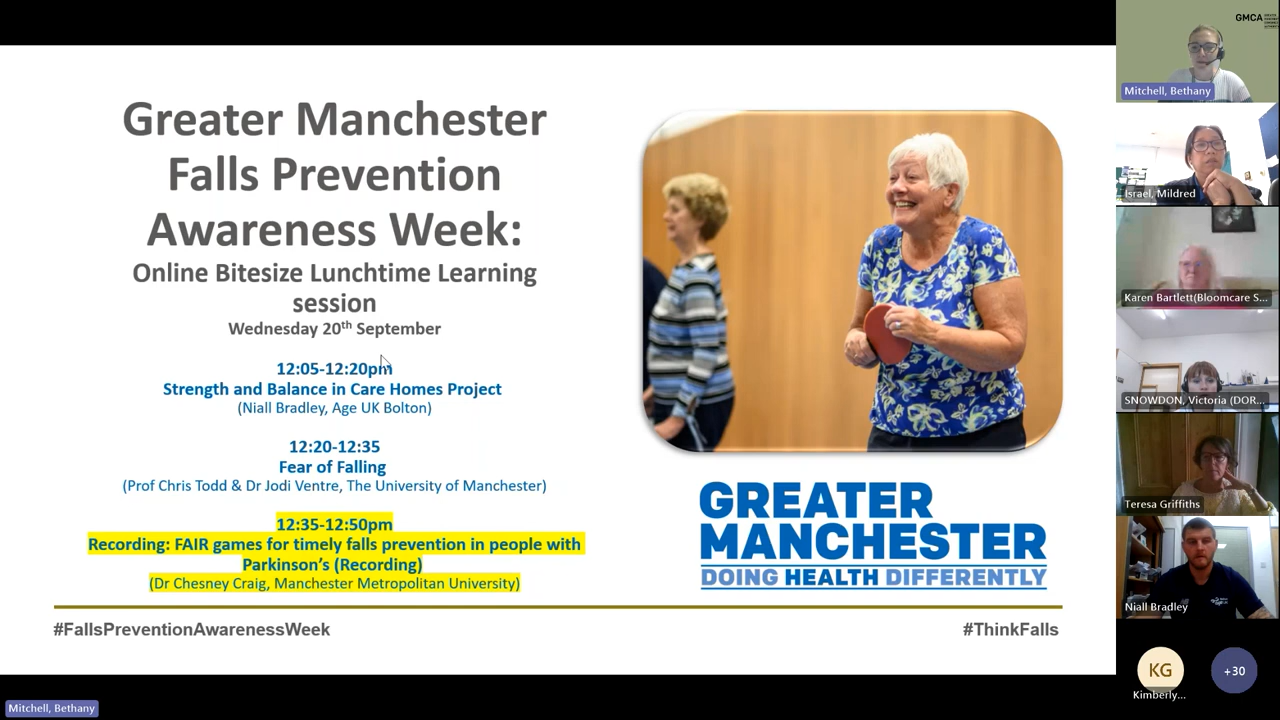 Greater Manchester
Falls Prevention
Awareness Week:
Online Bitesize Lunchtime Learning
session
Wednesday 20th September
12:05-12:20pm
Strength and Balance in Care Homes Project
(Niall Bradley, Age UK Bolton)
12:20-12:35
Fear of Falling
(Prof Chris Todd & Dr Jodi Ventre, The University of Manchester)
12:35-12:50pm
Recording: FAIR games for timely falls prevention in people with
Parkinson's (Recording)
(Dr Chesney Craig, Manchester Metropolitan University)
GREATER
MANCHESTER
DOING HEALTH DIFFERENTLY
#FallsPreventionAwarenessWeek
#ThinkFalls
Mitchell, Bethany
GMCA
Mitchell, Bethany
Israel, Mildred
Karen Bartlett(Bloomcare S...
SNOWDON, Victoria (DOR...
Teresa Griffiths
Niall Bradley
KG
Kimberly...
+30